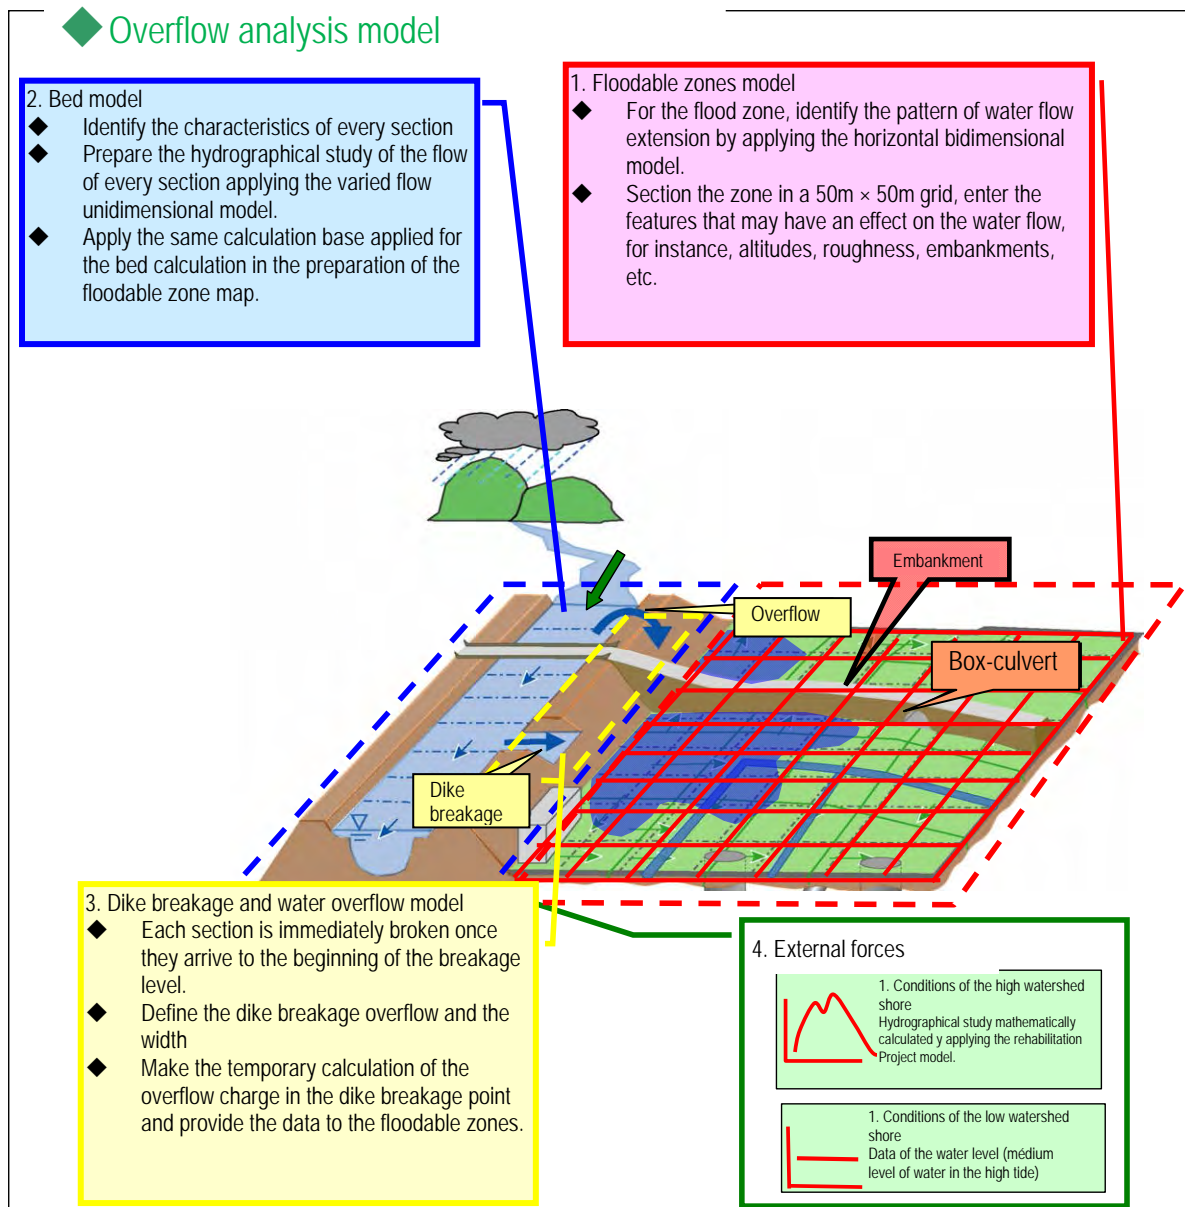 Overflow analysis model
2. Bed model
◆ Identify the characteristics of every section
◆ Prepare the hydrographical study of the flow
of every section applying the varied flow
unidimensional model.
◆ Apply the same calculation base applied for
the bed calculation in the preparation of the
floodable zone map.
1. Floodable zones model
◆ For the flood zone, identify the pattern of water flow
extension by applying the horizontal bidimensional
model.
◆ Section the zone in a 50m × 50m grid, enter the
features that may have an effect on the water flow,
for instance, altitudes, roughness, embankments,
etc.
Embankment
Overflow
Box-culvert
Dike
breakage
3. Dike breakage and water overflow model
◆ Each section is immediately broken once
they arrive to the beginning of the breakage
level.
◆ Define the dike breakage overflow and the
width
◆ Make the temporary calculation of the
overflow charge in the dike breakage point
and provide the data to the floodable zones.
4. External forces
1. Conditions of the high watershed
shore
Hydrographical study mathematically
calculated y applying the rehabilitation
Project model.
1. Conditions of the low watershed
shore
Data of the water level (médium
level of water in the high tide)